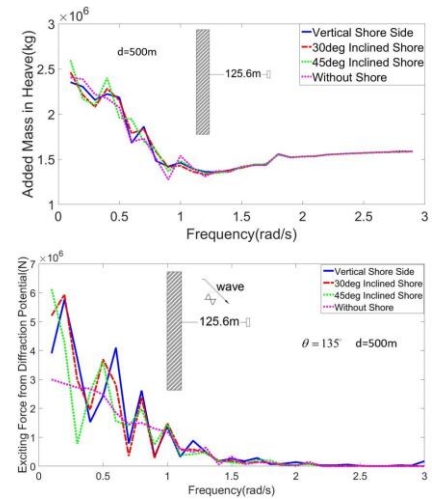 ×10⁶
3
2.5
2
1.5
1
0 0.5 1 1.5 2 2.5 3
Added Mass in Heave(kg)
Frequency(rad/s)
d=500m
125.6m
Vertical Shore Side
30deg Inclined Shore
45deg Inclined Shore
Without Shore
×10⁶
7
6
5
4
3
2
1
0
0 0.5 1 1.5 2 2.5 3
Exciting Force from Diffraction Potential(N)
Frequency(rad/s)
wave
125.6m
θ = 135° d=500m
Vertical Shore Side
30deg Inclined Shore
45deg Inclined Shore
Without Shore